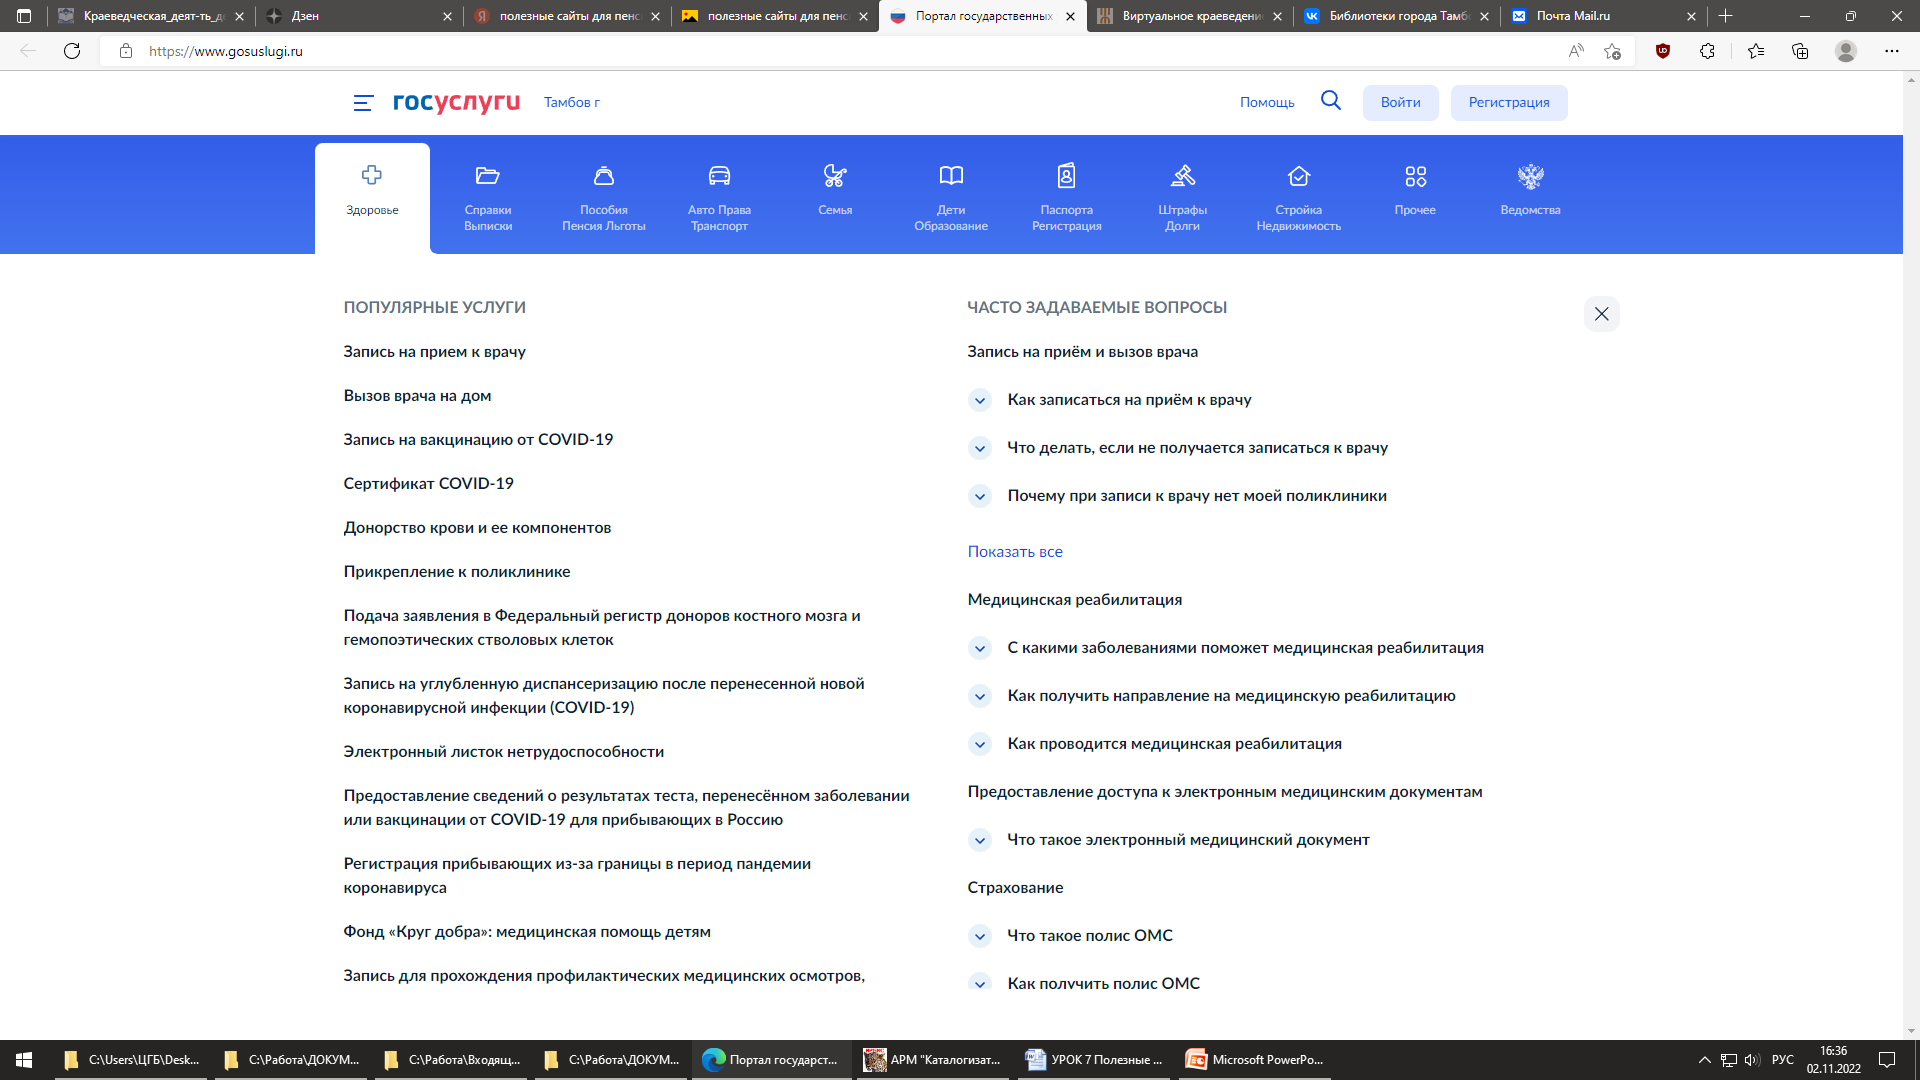 Краеведческая_деят-ть_д
Дзен
полезные сайты для пенс
полезные сайты для пенс
Портал государственных
Виртуальное краеведени
Библиотеки города Тамб
Почта Mail.ru
https://www.gosuslugi.ru
госуслуги
Тамбов г
Помощь
Войти
Регистрация
Здоровье
Справки
Выписки
Пособия
Пенсия Льготы
Авто Права
Транспорт
Семья
Дети
Образование
Паспорта
Регистрация
Штрафы
Долги
Стройка
Недвижимость
Прочее
Ведомства
ПОПУЛЯРНЫЕ УСЛУГИ
Запись на прием к врачу
Вызов врача на дом
Запись на вакцинацию от COVID-19
Сертификат COVID-19
Донорство крови и ее компонентов
Прикрепление к поликлинике
Подача заявления в Федеральный регистр доноров костного мозга и
гемопоэтических стволовых клеток
Запись на углубленную диспансеризацию после перенесенной новой
коронавирусной инфекции (COVID-19)
Электронный листок нетрудоспособности
Предоставление сведений о результатах теста, перенесённом заболевании
или вакцинации от COVID-19 для прибывающих в Россию
Регистрация прибывающих из-за границы в период пандемии
коронавируса
Фонд «Круг добра»: медицинская помощь детям
Запись для прохождения профилактических медицинских осмотров,
ЧАСТО ЗАДАВАЕМЫЕ ВОПРОСЫ
Запись на приём и вызов врача
Как записаться на приём к врачу
Что делать, если не получается записаться к врачу
Почему при записи к врачу нет моей поликлиники
Показать все
Медицинская реабилитация
С какими заболеваниями поможет медицинская реабилитация
Как получить направление на медицинскую реабилитацию
Как проводится медицинская реабилитация
Предоставление доступа к электронным медицинским документам
Что такое электронный медицинский документ
Страхование
Что такое полис ОМС
Как получить полис ОМС
C:\Users\ЦГБ\Desk...
C:\Работа\ДОКУМ...
C:\Работа\Входящ...
C:\Работа\ДОКУМ...
Портал государст...
АРМ "Каталогизат...
УРОК 7 Полезные ...
Microsoft PowerPo...
РУС
16:36
02.11.2022